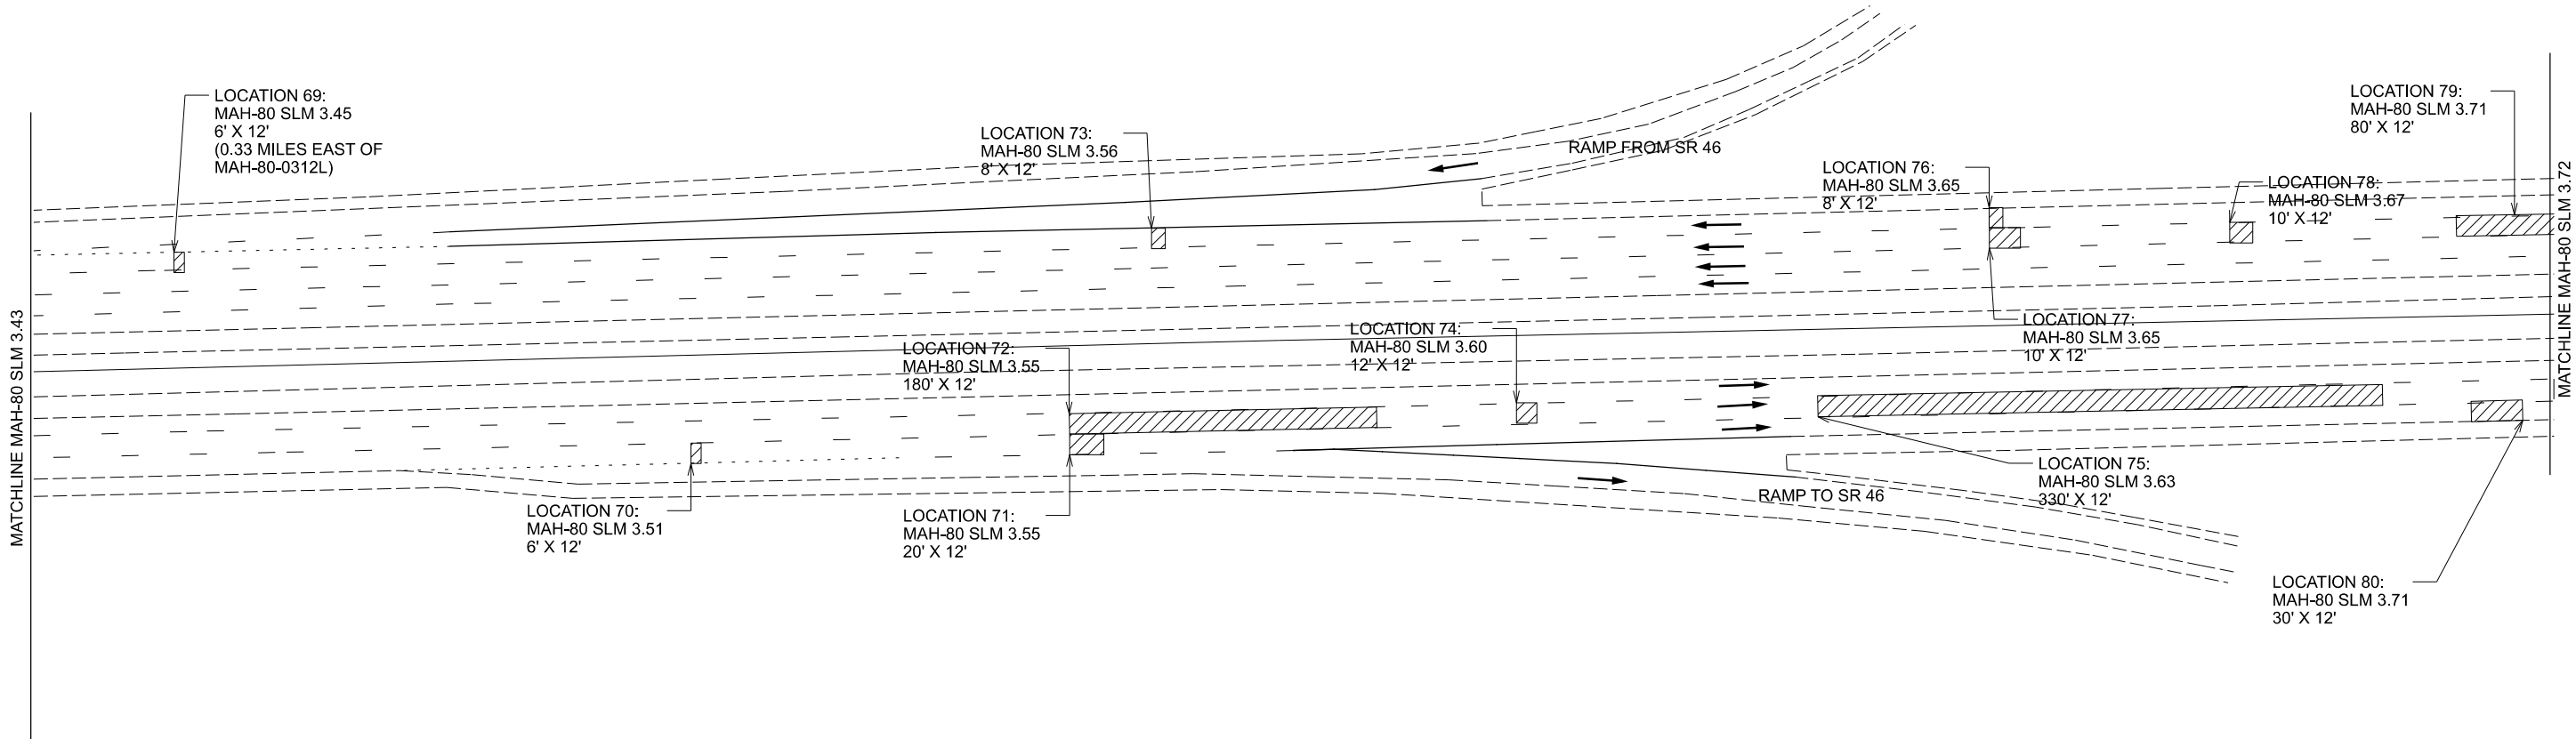 LOCATION 69:
MAH-80 SLM 3.45
6' X 12'
(0.33 MILES EAST OF
MAH-80-0312L)
LOCATION 73:
MAH-80 SLM 3.56
8' X 12'
RAMP FROM SR 46
LOCATION 76:
MAH-80 SLM 3.65
8' X 12'
LOCATION 79:
MAH-80 SLM 3.71
80' X 12'
LOCATION 78:
MAH-80 SLM 3.67
10' X 12'
MATCHLINE MAH-80 SLM 3.43
MATCHLINE MAH-80 SLM 3.72
LOCATION 72:
MAH-80 SLM 3.55
180' X 12'
LOCATION 74:
MAH-80 SLM 3.60
12' X 12'
LOCATION 77:
MAH-80 SLM 3.65
10' X 12'
LOCATION 70:
MAH-80 SLM 3.51
6' X 12'
LOCATION 71:
MAH-80 SLM 3.55
20' X 12'
RAMP TO SR 46
LOCATION 75:
MAH-80 SLM 3.63
330' X 12'
LOCATION 80:
MAH-80 SLM 3.71
30' X 12'